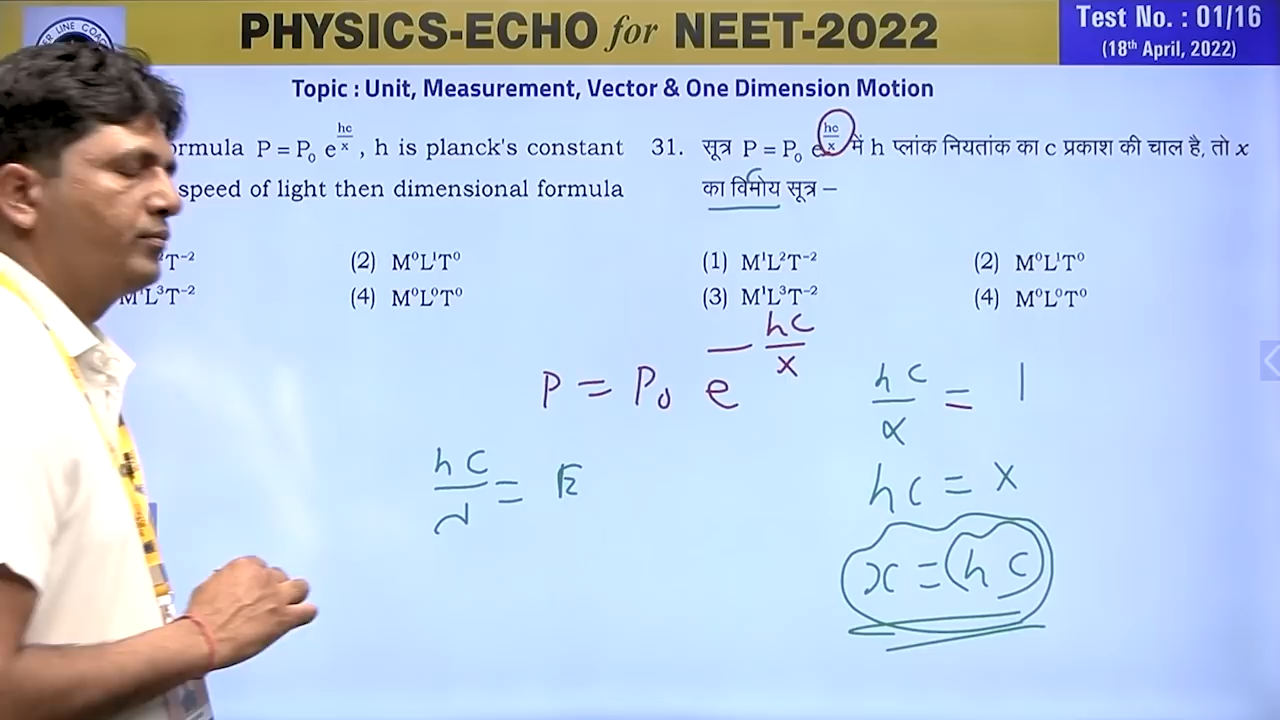 PHYSICS-ECHO for NEET-2022
Test No. : 01/16
(18th April, 2022)
Topic : Unit, Measurement, Vector & One Dimension Motion
P = P₀ e^(hc/x) , h is planck's constant
speed of light then dimensional formula
T⁻²
(2) M⁰L¹T⁰
M¹L³T⁻²
(4) M⁰L⁰T⁰
31. सूत्र P = P₀ e^(hc/x) में h प्लांक नियतांक का c प्रकाश की चाल है, तो x
का विमीय सूत्र –
(1) M¹L²T⁻²
(2) M⁰L¹T⁰
(3) M¹L³T⁻²
(4) M⁰L⁰T⁰
P = P₀ e^(− hc/x)
hc/λ = E
hc/x = 1
hc = x
x = hc